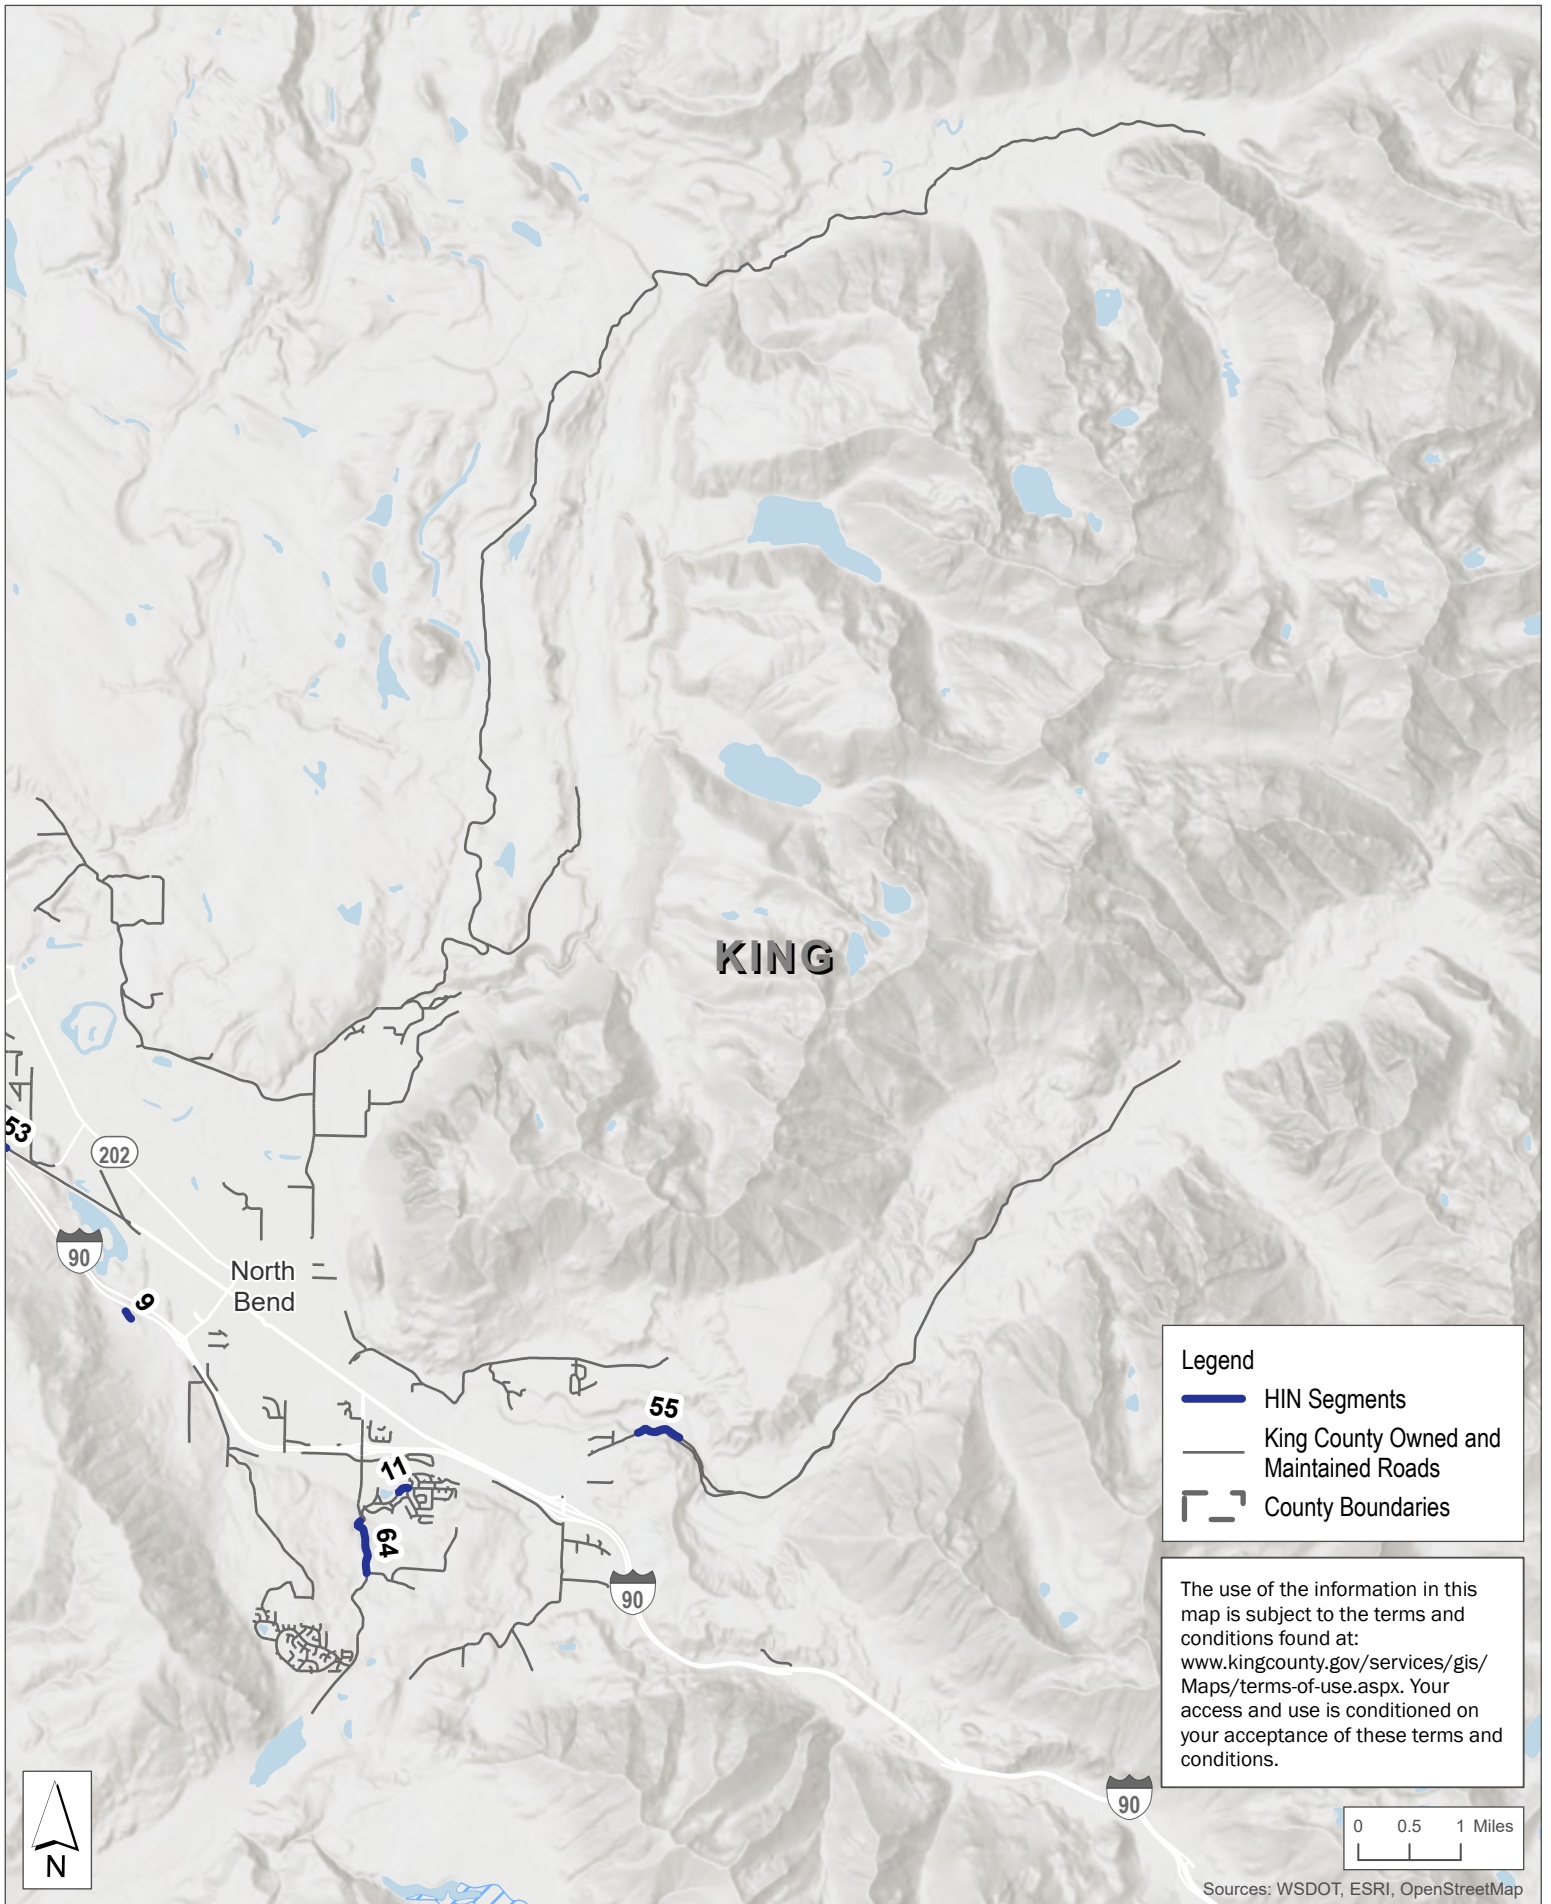 KING
53
202
90
9
North
Bend
55
11
64
90
90
Legend
HIN Segments
King County Owned and
Maintained Roads
County Boundaries
The use of the information in this
map is subject to the terms and
conditions found at:
www.kingcounty.gov/services/gis/
Maps/terms-of-use.aspx. Your
access and use is conditioned on
your acceptance of these terms and
conditions.
0 0.5 1 Miles
N
Sources: WSDOT, ESRI, OpenStreetMap